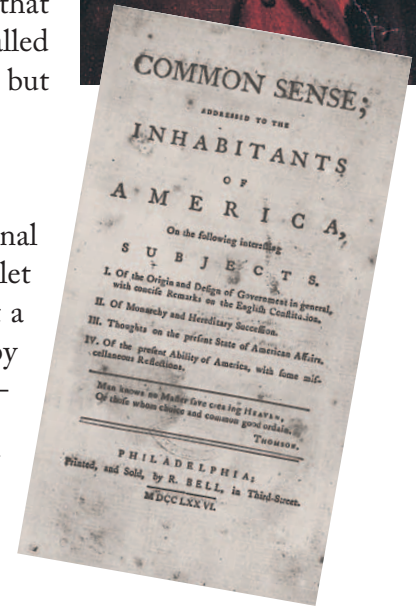 that
alled
but
nal
let
a
by
–
COMMON SENSE;
ADDRESSED TO THE
INHABITANTS
OF
AMERICA,
On the following interesting
SUBJECTS.
I. Of the Origin and Design of Government in general,
with concise Remarks on the English Constitution.
II. Of Monarchy and Hereditary Succession.
III. Thoughts on the present State of American Affairs.
IV. Of the present Ability of America, with some mis-
cellaneous Reflections.
Man knows no Master save creating HEAVEN,
Or those whom choice and common good ordain.
THOMSON.
PHILADELPHIA;
Printed, and Sold, by R. BELL, in Third-Street.
MDCCLXXVI.